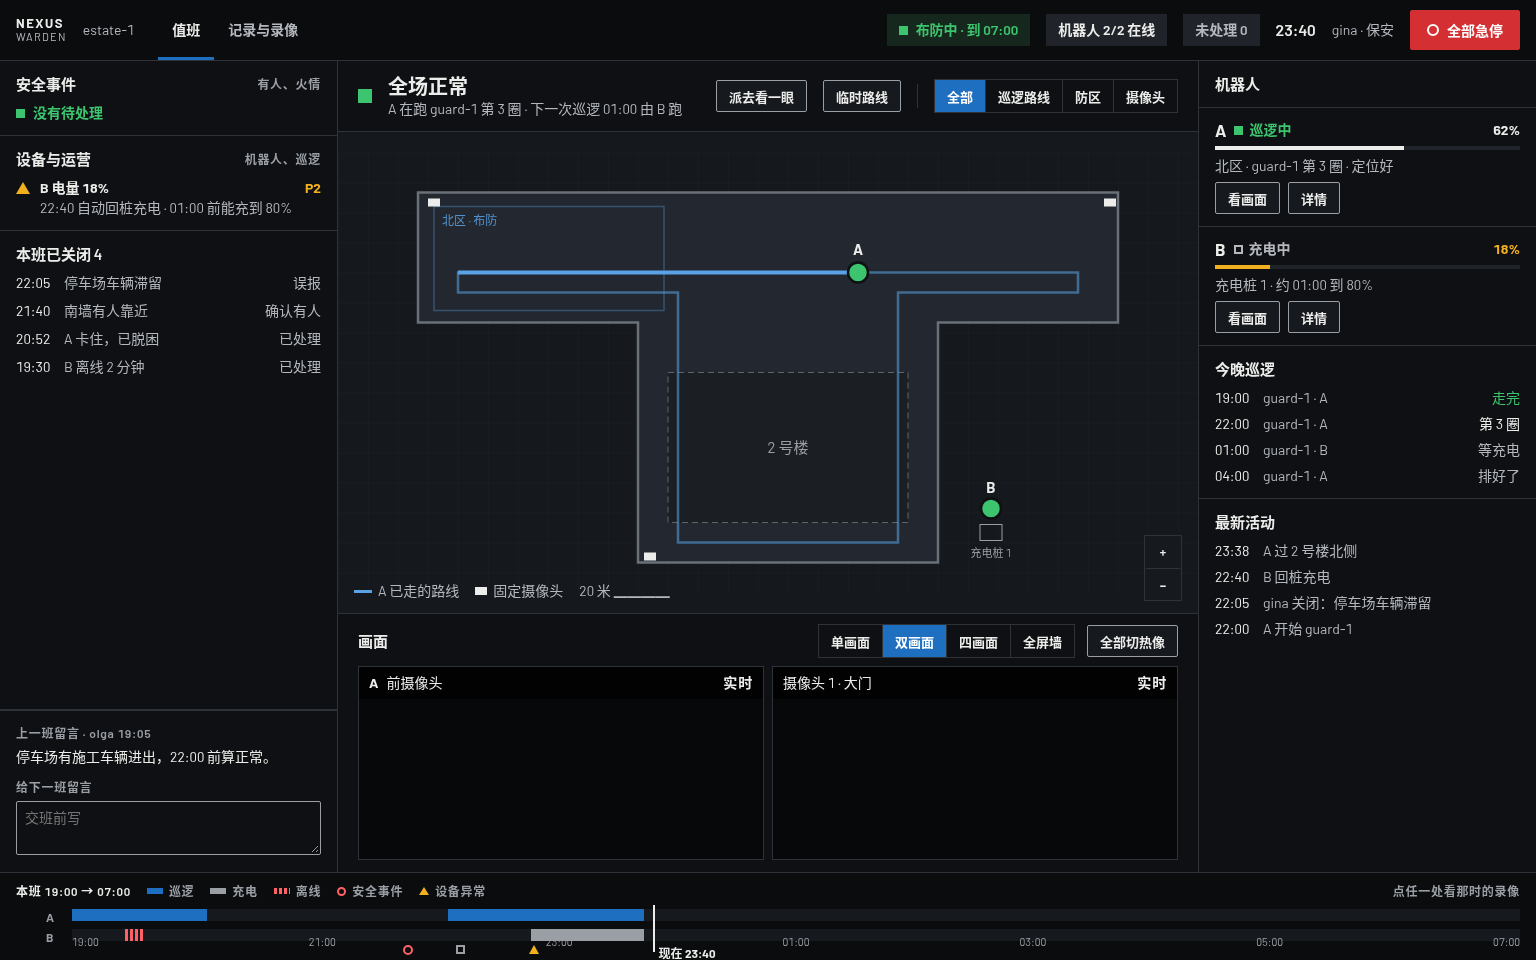 NEXUS
WARDEN
estate-1
值班
记录与录像
布防中 · 到 07:00
机器人 2/2 在线
未处理 0
23:40
gina · 保安
全部急停
安全事件
有人、火情
没有待处理
设备与运营
机器人、巡逻
B 电量 18%
P2
22:40 自动回桩充电 · 01:00 前能充到 80%
本班已关闭 4
22:05 停车场车辆滞留 误报
21:40 南墙有人靠近 确认有人
20:52 A 卡住，已脱困 已处理
19:30 B 离线 2 分钟 已处理
上一班留言 · olga 19:05
停车场有施工车辆进出，22:00 前算正常。
给下一班留言
交班前写
全场正常
A 在跑 guard-1 第 3 圈 · 下一次巡逻 01:00 由 B 跑
派去看一眼
临时路线
全部
巡逻路线
防区
摄像头
北区 · 布防
A
2 号楼
B
充电桩 1
+
−
A 已走的路线
固定摄像头
20 米
画面
单画面
双画面
四画面
全屏墙
全部切热像
A 前摄像头 实时
摄像头 1 · 大门 实时
机器人
A 巡逻中 62%
北区 · guard-1 第 3 圈 · 定位好
看画面
详情
B 充电中 18%
充电桩 1 · 约 01:00 到 80%
看画面
详情
今晚巡逻
19:00 guard-1 · A 走完
22:00 guard-1 · A 第 3 圈
01:00 guard-1 · B 等充电
04:00 guard-1 · A 排好了
最新活动
23:38 A 过 2 号楼北侧
22:40 B 回桩充电
22:05 gina 关闭：停车场车辆滞留
22:00 A 开始 guard-1
本班 19:00 → 07:00
巡逻
充电
离线
安全事件
设备异常
点任一处看那时的录像
A
B
19:00 21:00 23:00 01:00 03:00 05:00 07:00
现在 23:40